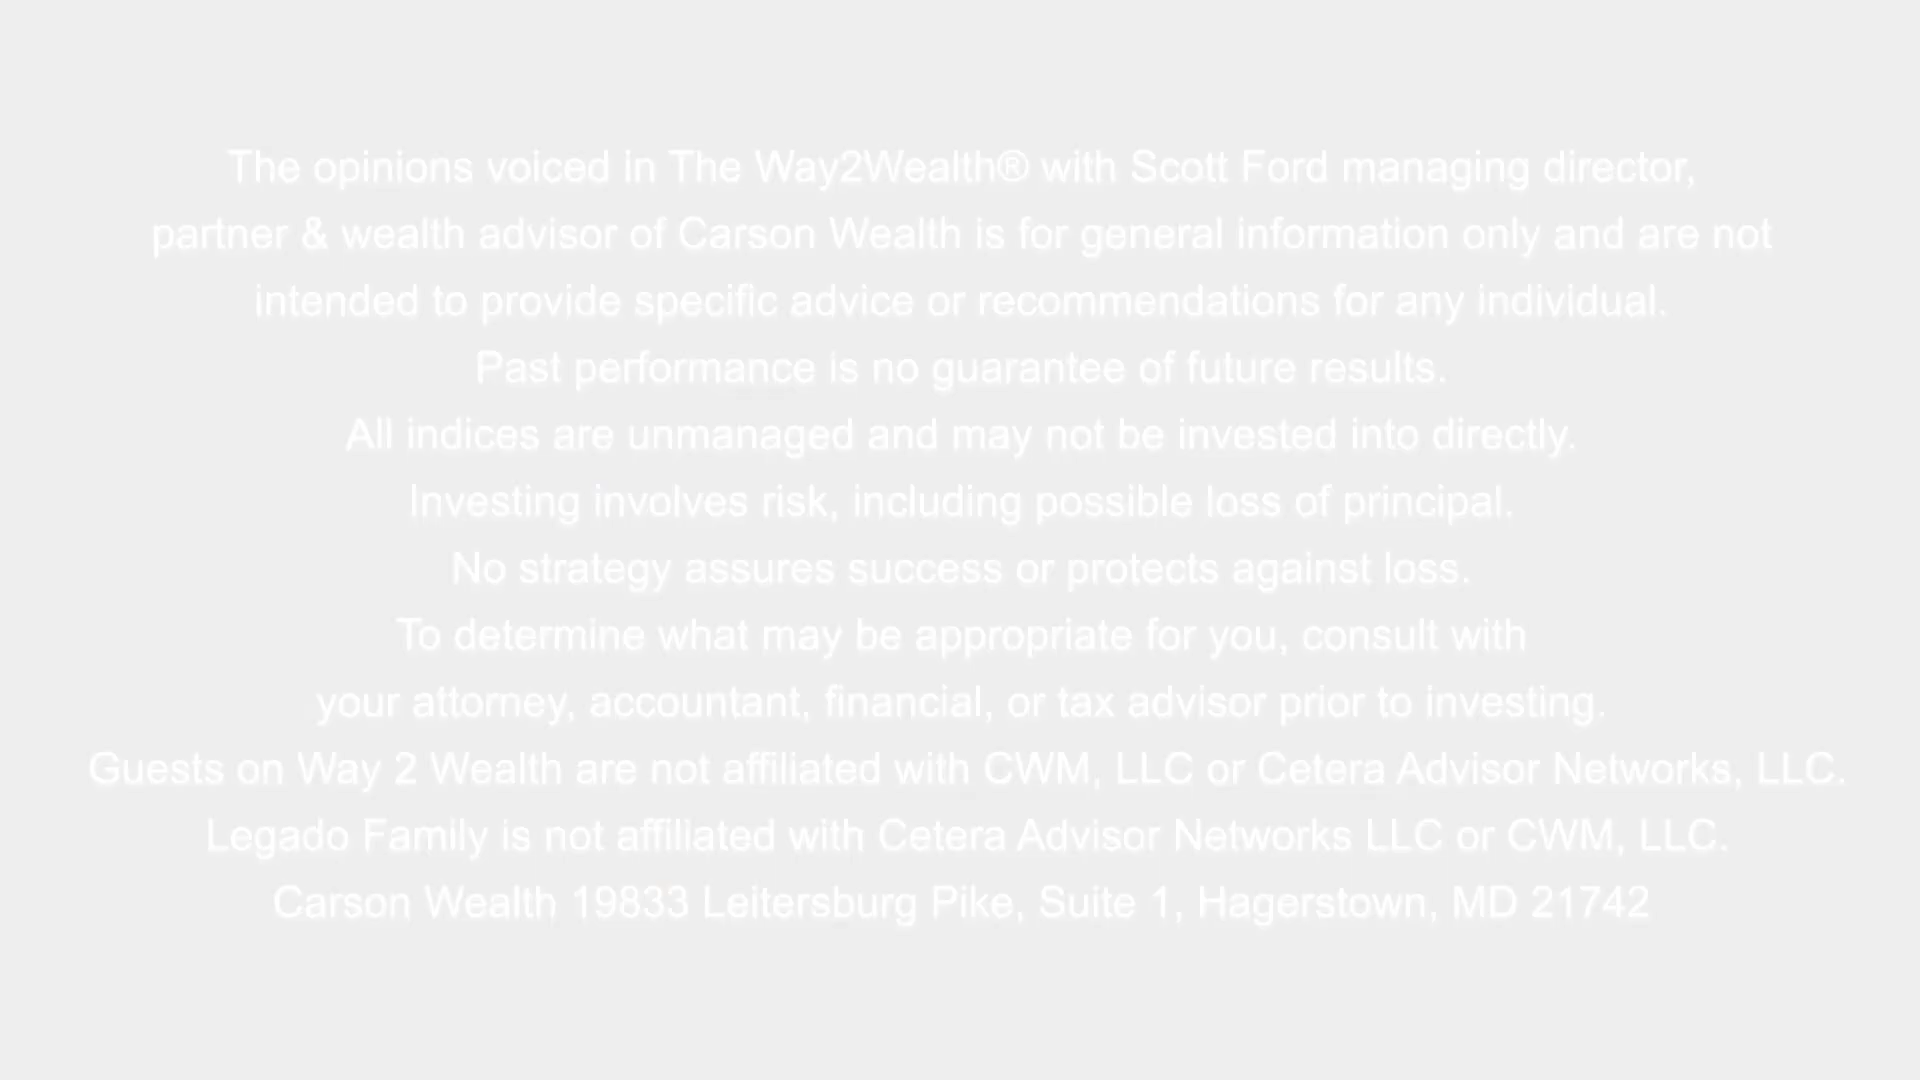 The opinions voiced in The Way2Wealth® with Scott Ford managing director,
partner & wealth advisor of Carson Wealth is for general information only and are not
intended to provide specific advice or recommendations for any individual.
Past performance is no guarantee of future results.
All indices are unmanaged and may not be invested into directly.
Investing involves risk, including possible loss of principal.
No strategy assures success or protects against loss.
To determine what may be appropriate for you, consult with
your attorney, accountant, financial, or tax advisor prior to investing.
Guests on Way 2 Wealth are not affiliated with CWM, LLC or Cetera Advisor Networks, LLC.
Legado Family is not affiliated with Cetera Advisor Networks LLC or CWM, LLC.
Carson Wealth 19833 Leitersburg Pike, Suite 1, Hagerstown, MD 21742